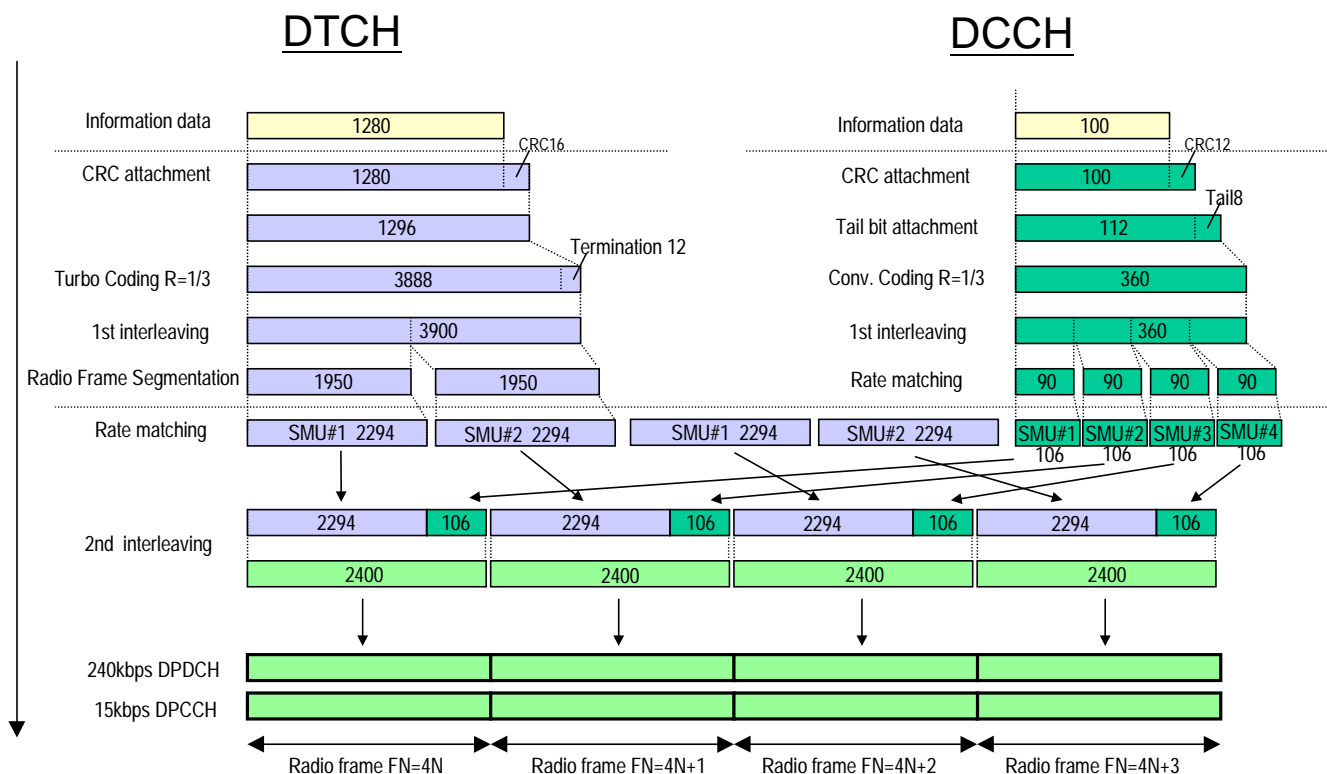 DTCH DCCH
Information data 1280 Information data 100
CRC16 CRC12
CRC attachment 1280 CRC attachment 100
Tail8
1296 Tail bit attachment 112
Termination 12
Turbo Coding R=1/3 3888 Conv. Coding R=1/3 360
1st interleaving 3900 1st interleaving 360
Radio Frame Segmentation 1950 1950 Rate matching 90 90 90 90
Rate matching SMU#1 2294 SMU#2 2294 SMU#1 2294 SMU#2 2294 SMU#1 SMU#2 SMU#3 SMU#4
106 106 106 106
2294 106 2294 106 2294 106 2294 106
2nd interleaving
2400 2400 2400 2400
240kbps DPDCH
15kbps DPCCH
Radio frame FN=4N Radio frame FN=4N+1 Radio frame FN=4N+2 Radio frame FN=4N+3